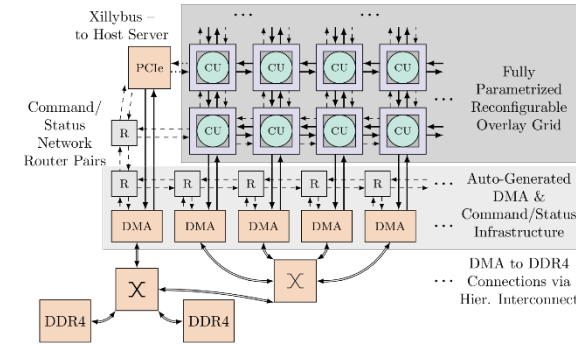 Xillybus –
to Host Server
PCIe
CU CU CU CU
Fully
Parametrized
Reconfigurable
Overlay Grid
Command/
Status
Network
Router Pairs
R
CU CU CU CU
R R R R R
Auto-Generated
DMA &
Command/Status
Infrastructure
DMA DMA DMA DMA DMA
DMA to DDR4
Connections via
Hier. Interconnect
DDR4 DDR4